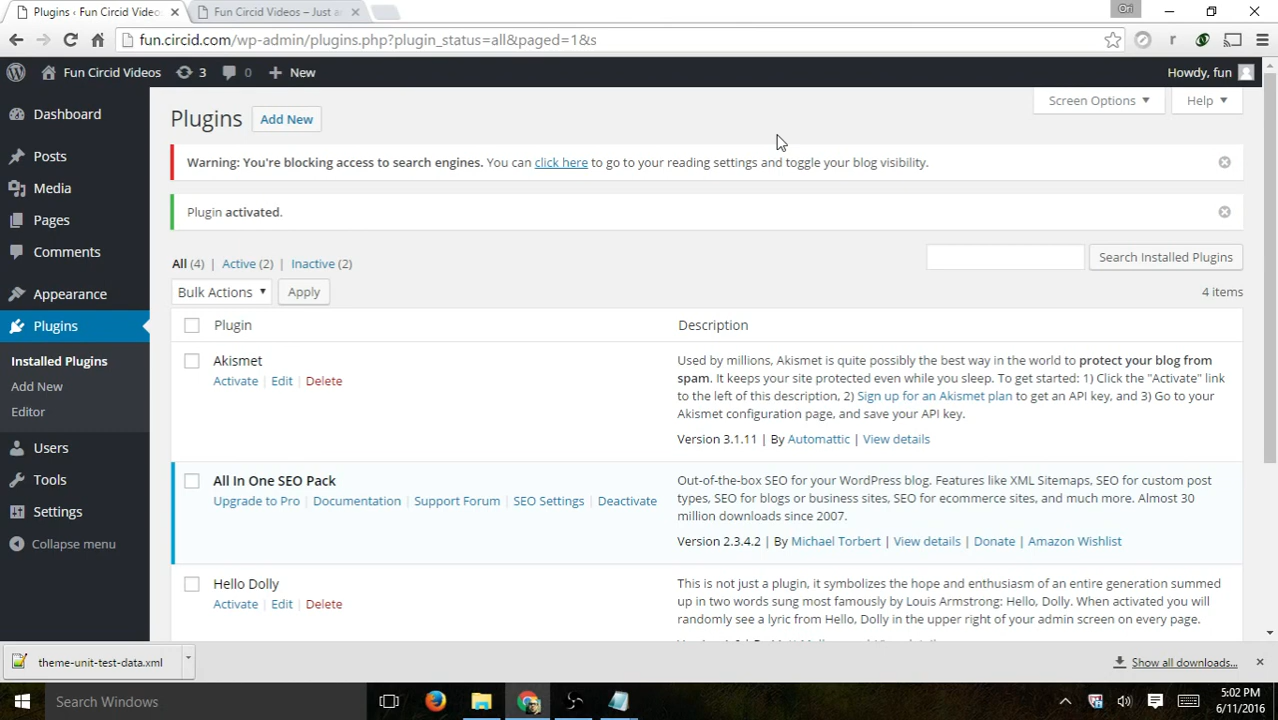 Plugins ‹ Fun Circid Video
Fun Circid Videos – Just a
Ori
fun.circid.com/wp-admin/plugins.php?plugin_status=all&paged=1&s
Fun Circid Videos
3
0
New
Howdy, fun
Dashboard
Posts
Media
Pages
Comments
Appearance
Plugins
Installed Plugins
Add New
Editor
Users
Tools
Settings
Collapse menu
Screen Options
Help
Plugins
Add New
Warning: You're blocking access to search engines. You can click here to go to your reading settings and toggle your blog visibility.
Plugin activated.
All (4) | Active (2) | Inactive (2)
Search Installed Plugins
Bulk Actions
Apply
4 items
Plugin
Description
Akismet
Activate | Edit | Delete
Used by millions, Akismet is quite possibly the best way in the world to protect your blog from
spam. It keeps your site protected even while you sleep. To get started: 1) Click the "Activate" link
to the left of this description, 2) Sign up for an Akismet plan to get an API key, and 3) Go to your
Akismet configuration page, and save your API key.
Version 3.1.11 | By Automattic | View details
All In One SEO Pack
Upgrade to Pro | Documentation | Support Forum | SEO Settings | Deactivate
Out-of-the-box SEO for your WordPress blog. Features like XML Sitemaps, SEO for custom post
types, SEO for blogs or business sites, SEO for ecommerce sites, and much more. Almost 30
million downloads since 2007.
Version 2.3.4.2 | By Michael Torbert | View details | Donate | Amazon Wishlist
Hello Dolly
Activate | Edit | Delete
This is not just a plugin, it symbolizes the hope and enthusiasm of an entire generation summed
up in two words sung most famously by Louis Armstrong: Hello, Dolly. When activated you will
randomly see a lyric from Hello, Dolly in the upper right of your admin screen on every page.
theme-unit-test-data.xml
Show all downloads...
Search Windows
5:02 PM
6/11/2016